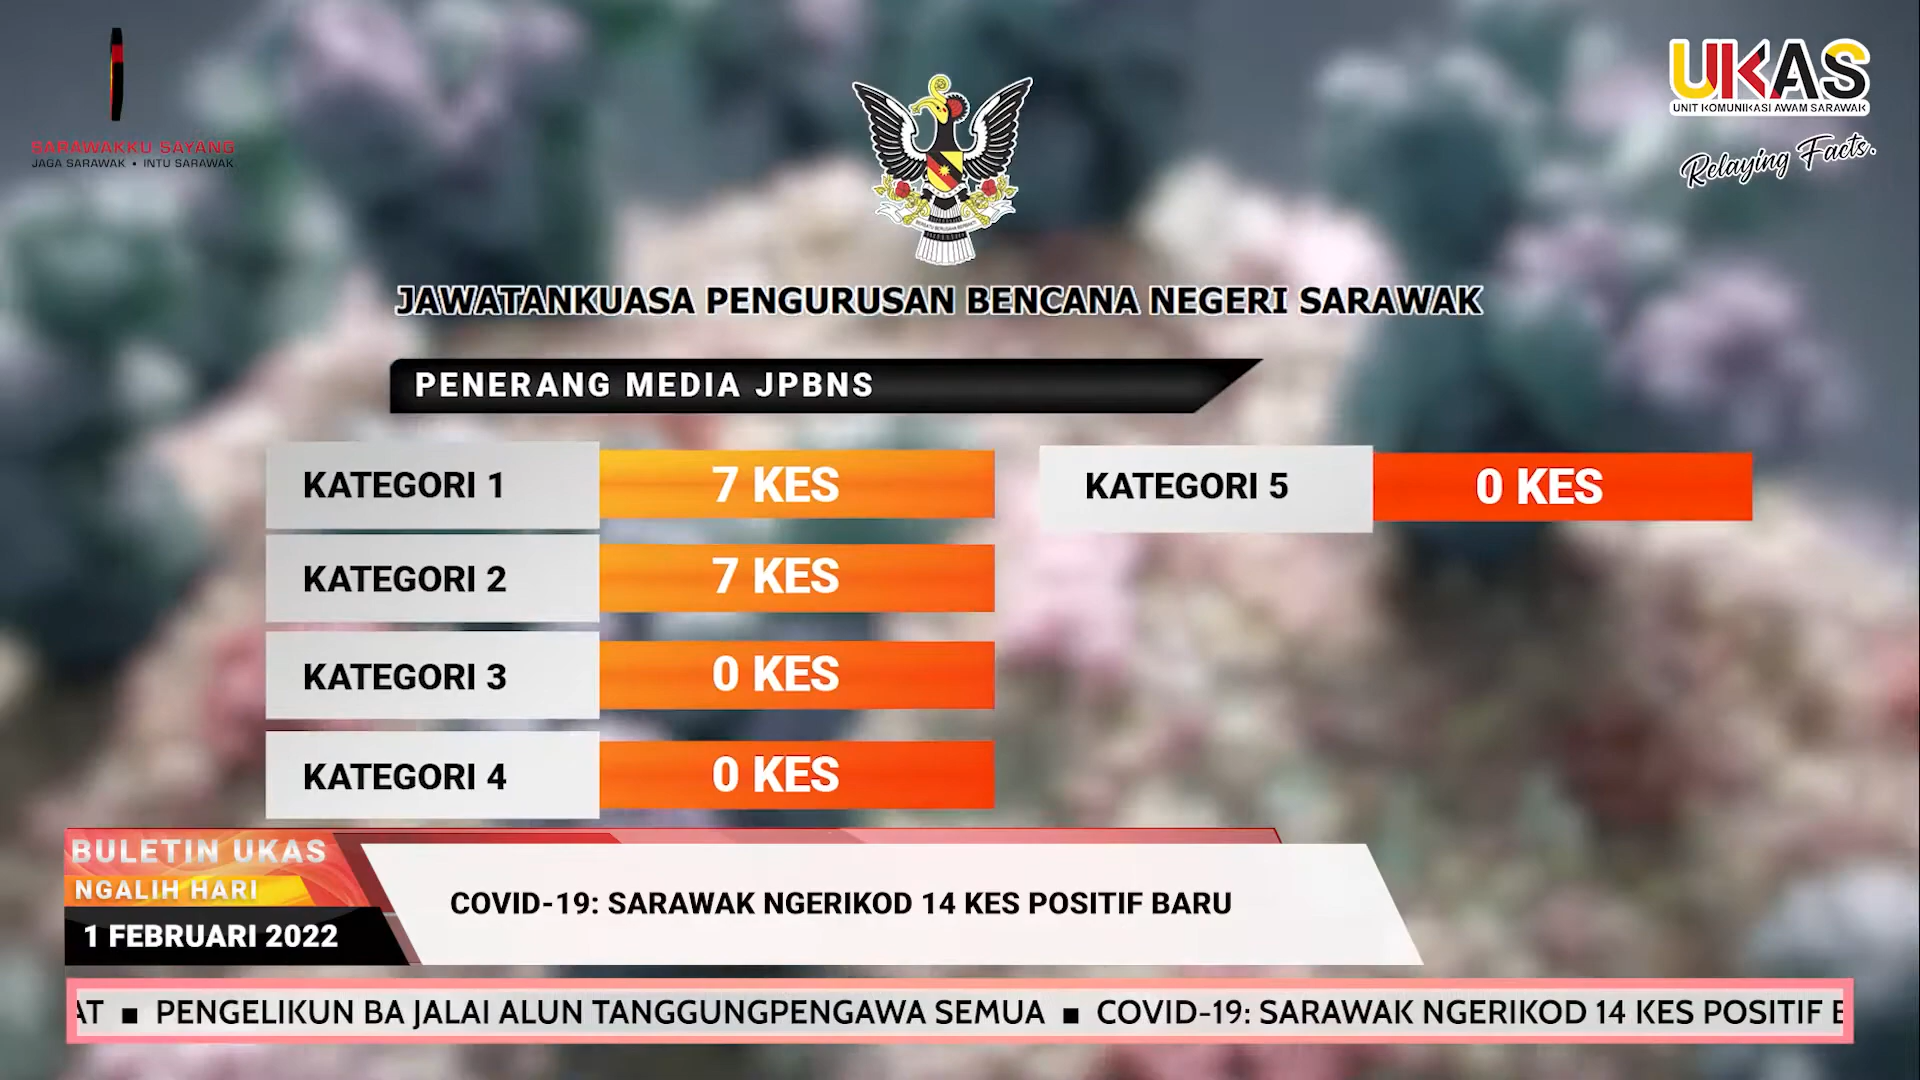 SARAWAKKU SAYANG
JAGA SARAWAK • INTU SARAWAK
UKAS
UNIT KOMUNIKASI AWAM SARAWAK
Relaying Facts.
JAWATANKUASA PENGURUSAN BENCANA NEGERI SARAWAK
PENERANG MEDIA JPBNS
KATEGORI 1 7 KES
KATEGORI 2 7 KES
KATEGORI 3 0 KES
KATEGORI 4 0 KES
KATEGORI 5 0 KES
BULETIN UKAS
NGALIH HARI
1 FEBRUARI 2022
COVID-19: SARAWAK NGERIKOD 14 KES POSITIF BARU
AT ■ PENGELIKUN BA JALAI ALUN TANGGUNGPENGAWA SEMUA ■ COVID-19: SARAWAK NGERIKOD 14 KES POSITIF B